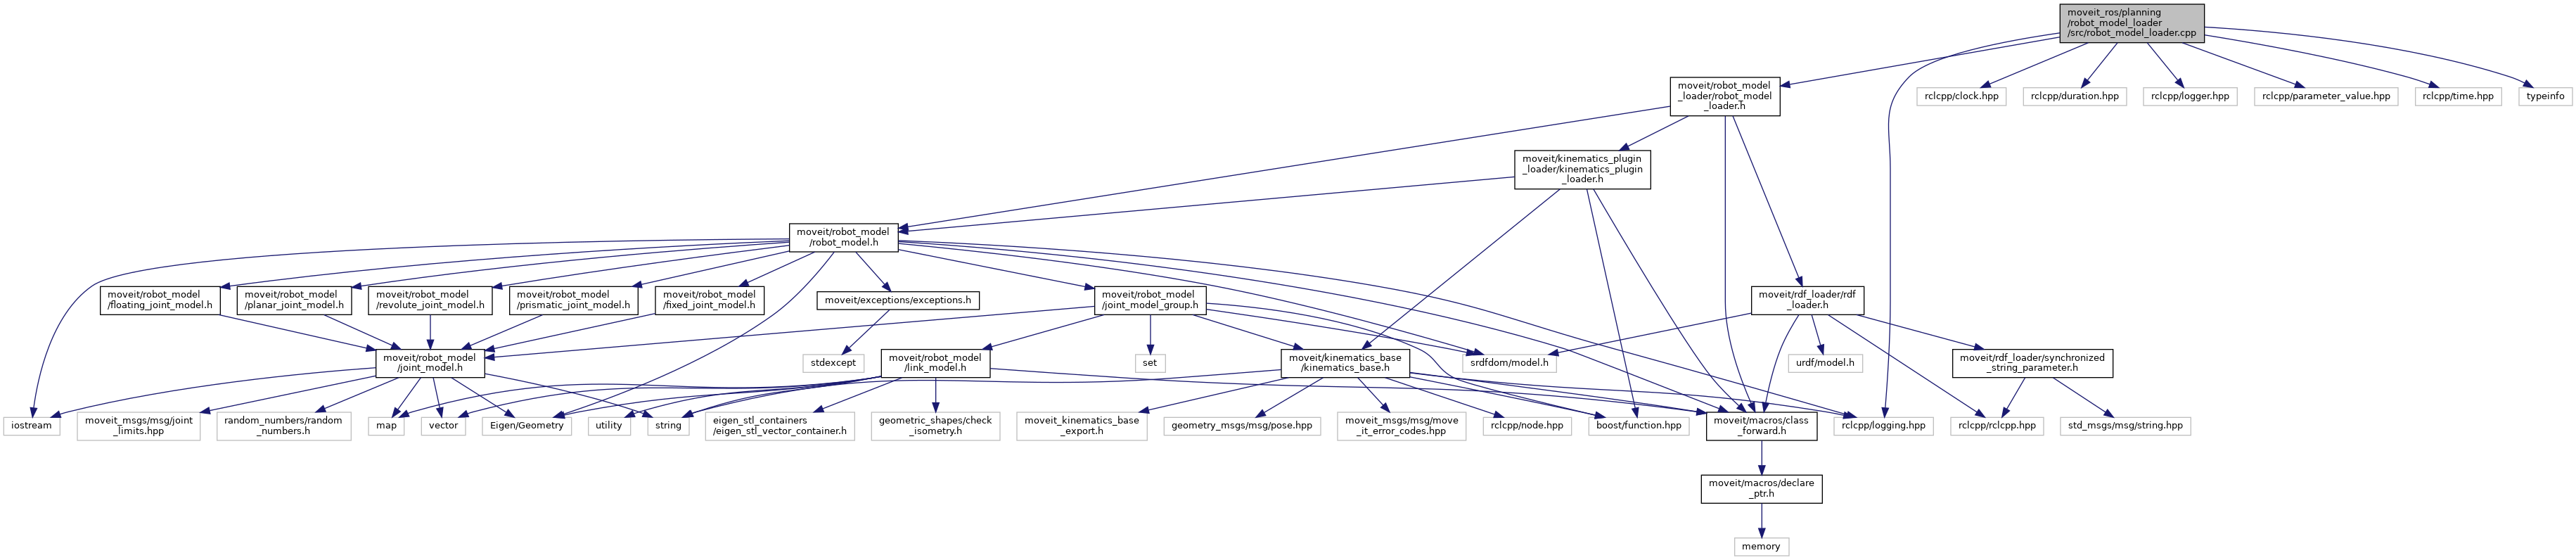 moveit_ros/planning
/robot_model_loader
/src/robot_model_loader.cpp
moveit/robot_model
_loader/robot_model
_loader.h
rclcpp/clock.hpp
rclcpp/duration.hpp
rclcpp/logger.hpp
rclcpp/parameter_value.hpp
rclcpp/time.hpp
typeinfo
moveit/kinematics_plugin
_loader/kinematics_plugin
_loader.h
moveit/robot_model
/robot_model.h
moveit/robot_model
/floating_joint_model.h
moveit/robot_model
/planar_joint_model.h
moveit/robot_model
/revolute_joint_model.h
moveit/robot_model
/prismatic_joint_model.h
moveit/robot_model
/fixed_joint_model.h
moveit/exceptions/exceptions.h
moveit/robot_model
/joint_model_group.h
moveit/rdf_loader/rdf
_loader.h
moveit/robot_model
/joint_model.h
stdexcept
moveit/robot_model
/link_model.h
set
moveit/kinematics_base
/kinematics_base.h
srdfdom/model.h
urdf/model.h
moveit/rdf_loader/synchronized
_string_parameter.h
iostream
moveit_msgs/msg/joint
_limits.hpp
random_numbers/random
_numbers.h
map
vector
Eigen/Geometry
utility
string
eigen_stl_containers
/eigen_stl_vector_container.h
geometric_shapes/check
_isometry.h
moveit_kinematics_base
_export.h
geometry_msgs/msg/pose.hpp
moveit_msgs/msg/move
_it_error_codes.hpp
rclcpp/node.hpp
boost/function.hpp
moveit/macros/class
_forward.h
rclcpp/logging.hpp
rclcpp/rclcpp.hpp
std_msgs/msg/string.hpp
moveit/macros/declare
_ptr.h
memory